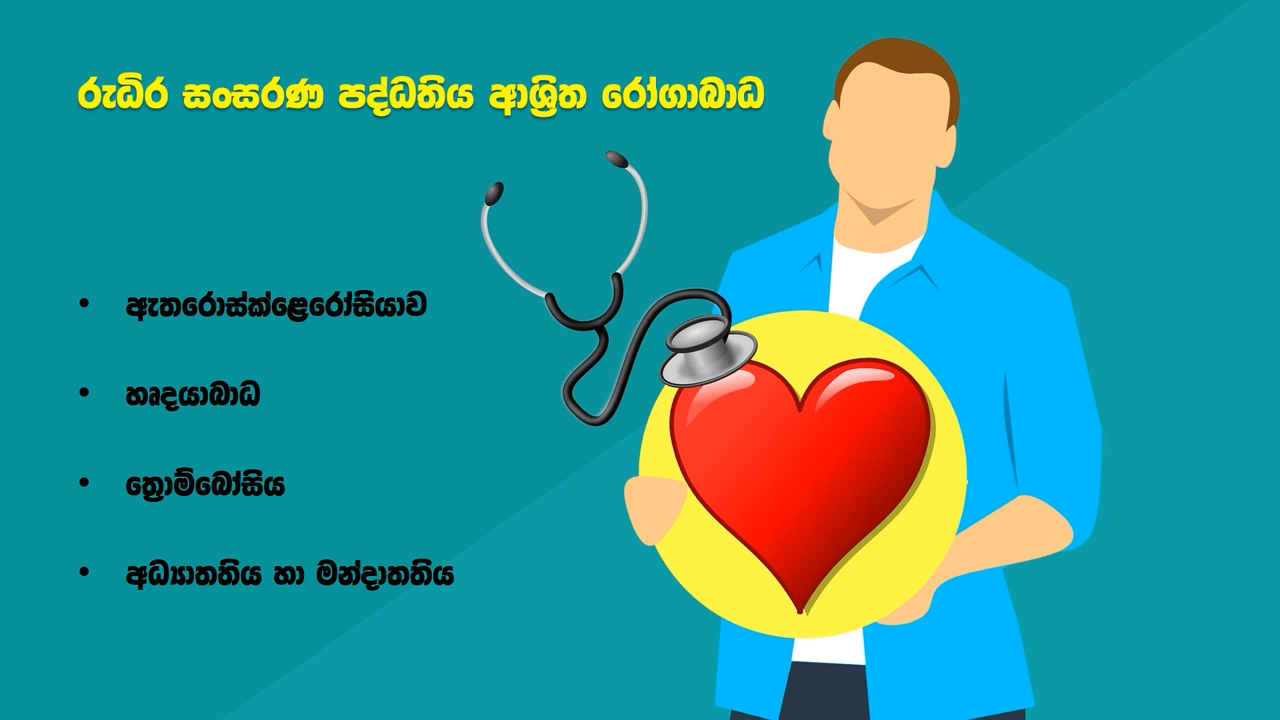 රුධිර සංසරණ පද්ධතිය ආශ්‍රිත රෝගාබාධ
• ඇතරොස්ක්ළෙරෝසියාව
• හෘදයාබාධ
• ත්‍රොම්බෝසිය
• අධ්‍යාතතිය හා මන්දාතතිය